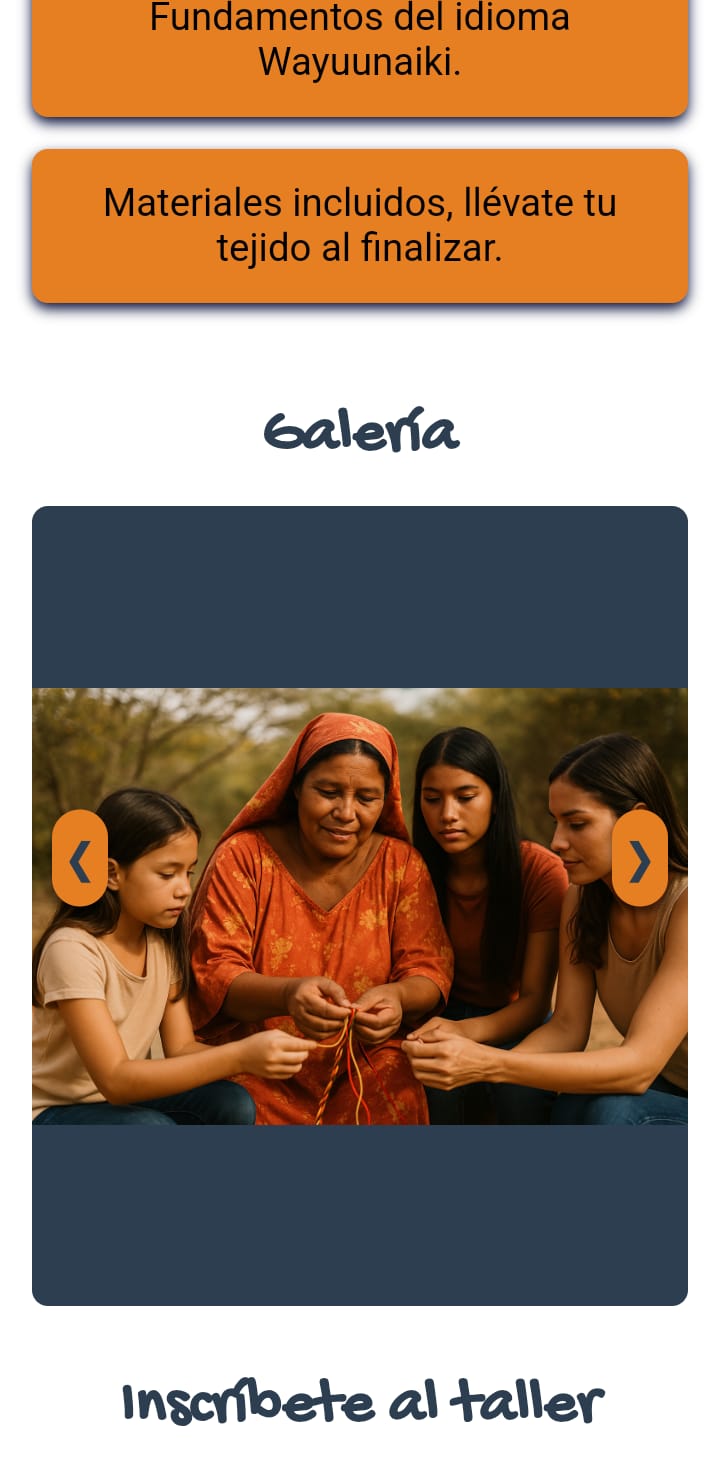 Fundamentos del idioma
Wayuunaiki.
Materiales incluidos, llévate tu
tejido al finalizar.
Galería
❮
❯
Inscríbete al taller